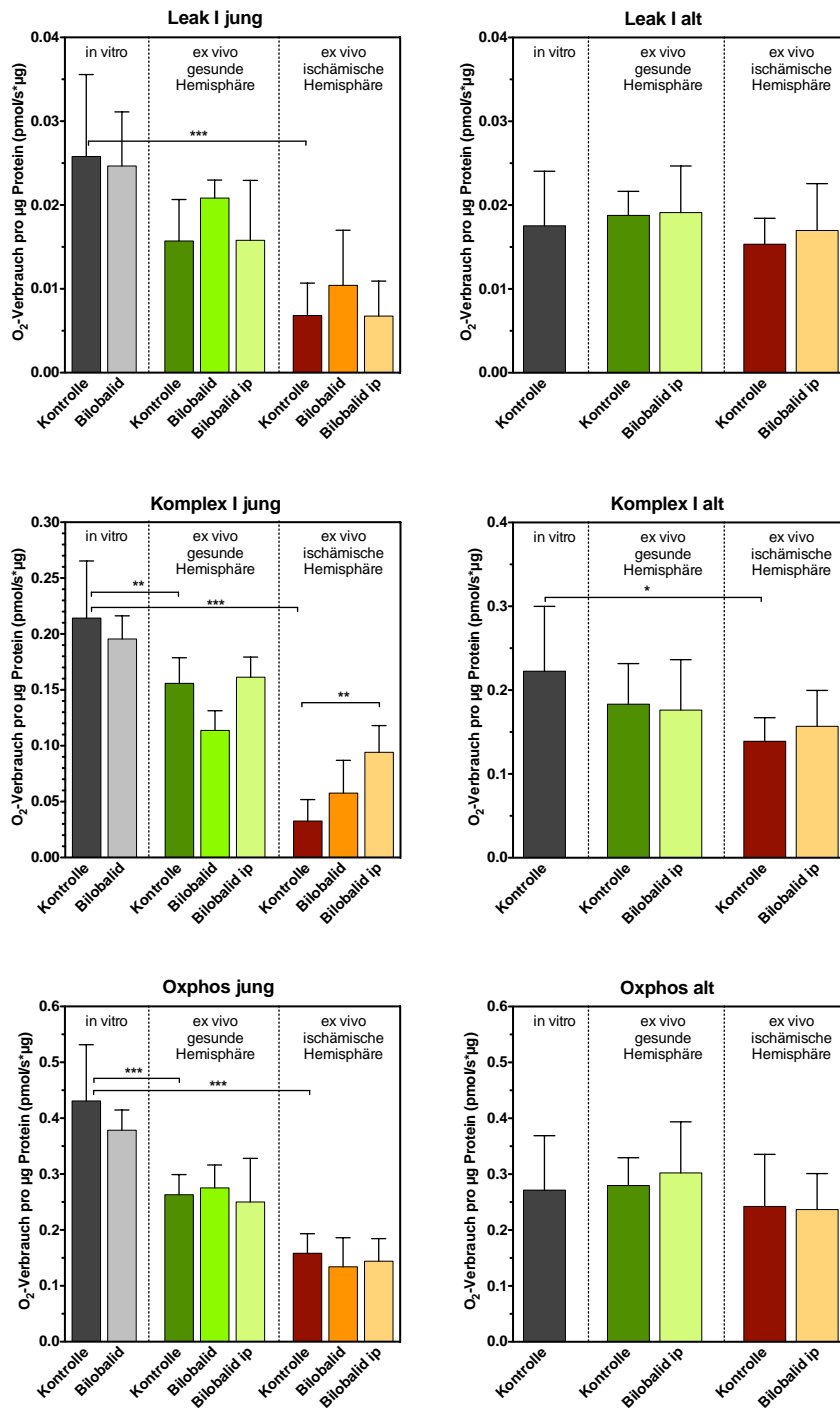 Leak I jung
O2-Verbrauch pro µg Protein (pmol/s*µg)
0.04
0.03
0.02
0.01
0.00
in vitro
ex vivo
gesunde
Hemisphäre
ex vivo
ischämische
Hemisphäre
***
Kontrolle
Bilobalid
Kontrolle
Bilobalid
Bilobalid ip
Kontrolle
Bilobalid
Bilobalid ip
Leak I alt
O2-Verbrauch pro µg Protein (pmol/s*µg)
0.04
0.03
0.02
0.01
0.00
in vitro
ex vivo
gesunde
Hemisphäre
ex vivo
ischämische
Hemisphäre
Kontrolle
Kontrolle
Bilobalid ip
Kontrolle
Bilobalid ip
Komplex I jung
O2-Verbrauch pro µg Protein (pmol/s*µg)
0.30
0.25
0.20
0.15
0.10
0.05
0.00
in vitro
ex vivo
gesunde
Hemisphäre
ex vivo
ischämische
Hemisphäre
**
***
**
Kontrolle
Bilobalid
Kontrolle
Bilobalid
Bilobalid ip
Kontrolle
Bilobalid
Bilobalid ip
Komplex I alt
O2-Verbrauch pro µg Protein (pmol/s*µg)
0.4
0.3
0.2
0.1
0.0
in vitro
ex vivo
gesunde
Hemisphäre
ex vivo
ischämische
Hemisphäre
*
Kontrolle
Kontrolle
Bilobalid ip
Kontrolle
Bilobalid ip
Oxphos jung
O2-Verbrauch pro µg Protein (pmol/s*µg)
0.6
0.5
0.4
0.3
0.2
0.1
0.0
in vitro
ex vivo
gesunde
Hemisphäre
ex vivo
ischämische
Hemisphäre
***
***
Kontrolle
Bilobalid
Kontrolle
Bilobalid
Bilobalid ip
Kontrolle
Bilobalid
Bilobalid ip
Oxphos alt
O2-Verbrauch pro µg Protein (pmol/s*µg)
0.6
0.5
0.4
0.3
0.2
0.1
0.0
in vitro
ex vivo
gesunde
Hemisphäre
ex vivo
ischämische
Hemisphäre
Kontrolle
Kontrolle
Bilobalid ip
Kontrolle
Bilobalid ip